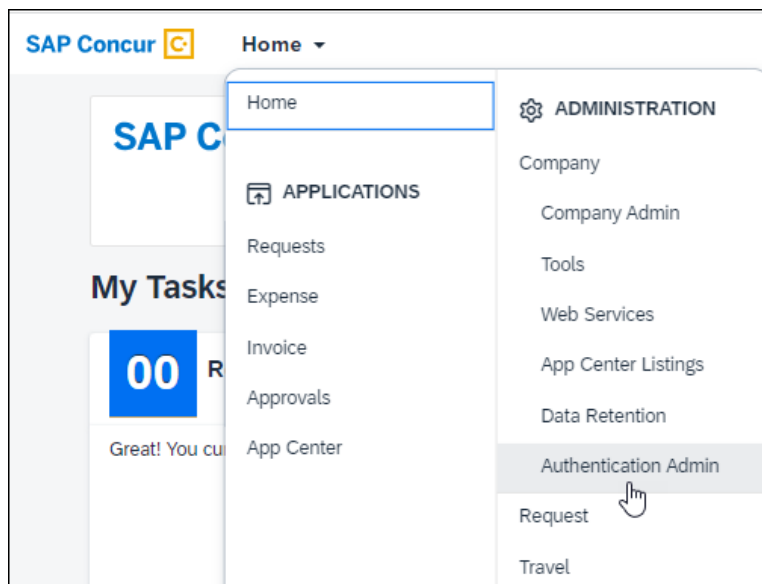 SAP Concur C
Home
Home
APPLICATIONS
Requests
Expense
Invoice
Approvals
App Center
ADMINISTRATION
Company
Company Admin
Tools
Web Services
App Center Listings
Data Retention
Authentication Admin
Request
Travel
SAP C
My Tasks
00 R
Great! You cu